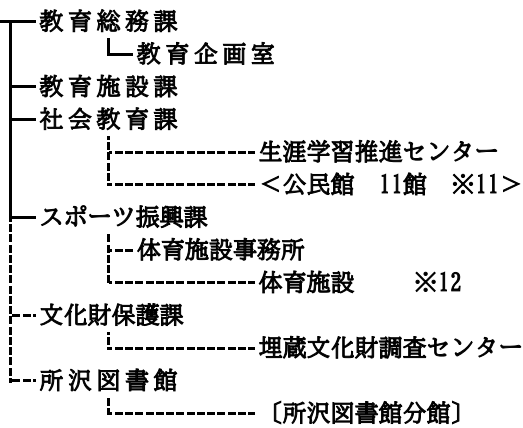 教育総務課
教育企画室
教育施設課
社会教育課
生涯学習推進センター
＜公民館　11館　※11＞
スポーツ振興課
体育施設事務所
体育施設　　※12
文化財保護課
埋蔵文化財調査センター
所沢図書館
〔所沢図書館分館〕